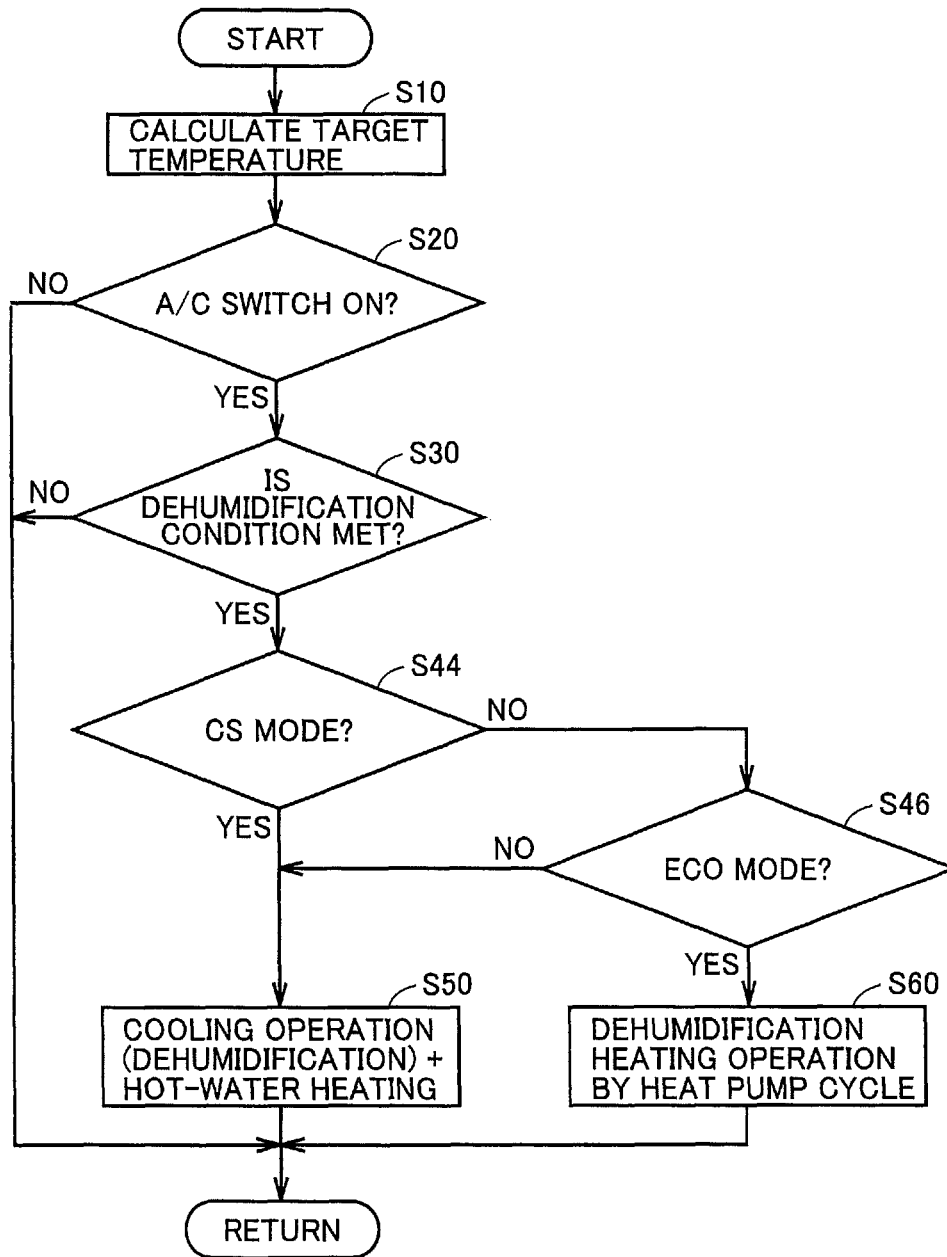 START
S10
CALCULATE TARGET
TEMPERATURE
S20
A/C SWITCH ON?
NO
YES
S30
IS
DEHUMIDIFICATION
CONDITION MET?
NO
YES
S44
CS MODE?
NO
YES
S46
ECO MODE?
NO
YES
S50
COOLING OPERATION
(DEHUMIDIFICATION) +
HOT-WATER HEATING
S60
DEHUMIDIFICATION
HEATING OPERATION
BY HEAT PUMP CYCLE
RETURN